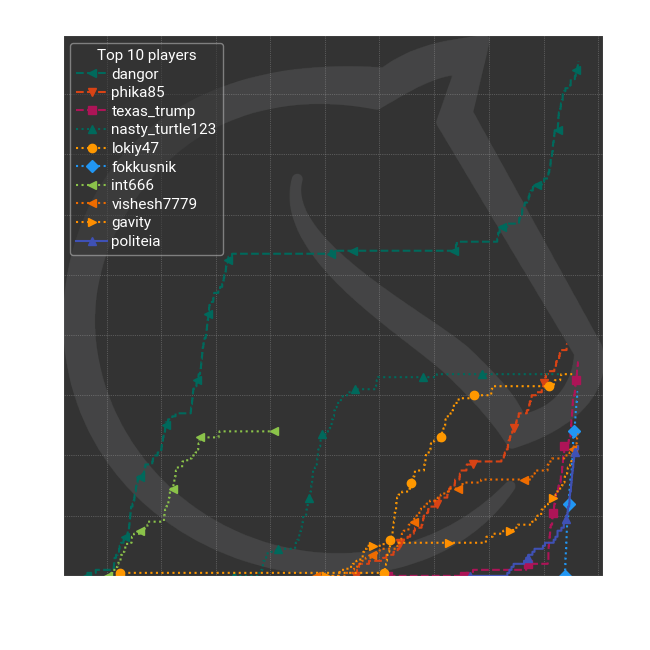 Top 10 players
dangor
phika85
texas_trump
nasty_turtle123
lokiy47
fokkusnik
int666
vishesh7779
gavity
politeia